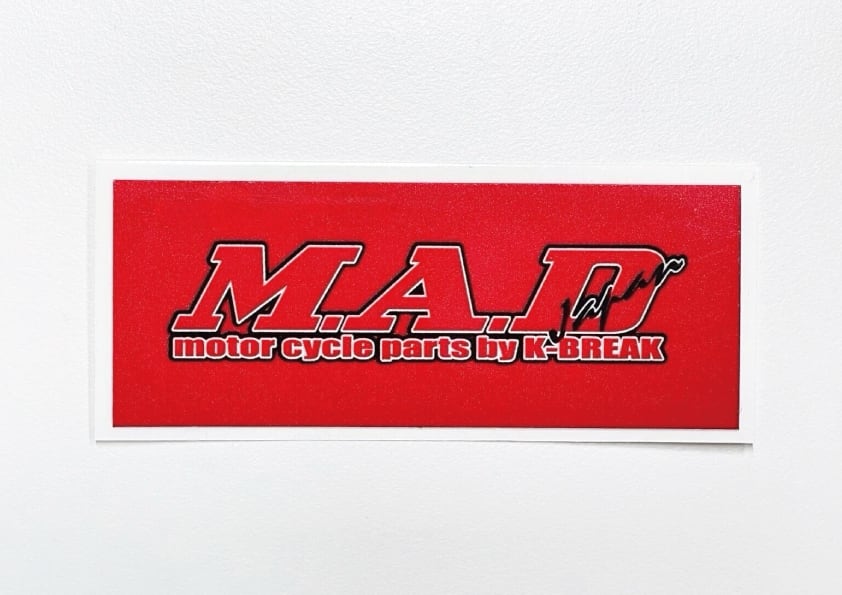 M.A.D Japan
motor cycle parts by K-BREAK